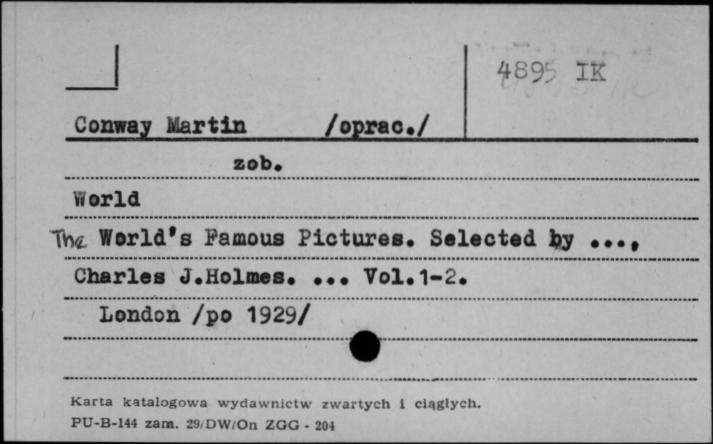 4895 IK
Conway Martin /oprac./
zob.
World
The World's Famous Pictures. Selected by ...,
Charles J.Holmes. ... Vol.1-2.
London /po 1929/
Karta katalogowa wydawnictw zwartych i ciągłych.
PU-B-144 zam. 29/DW/On ZGG - 204